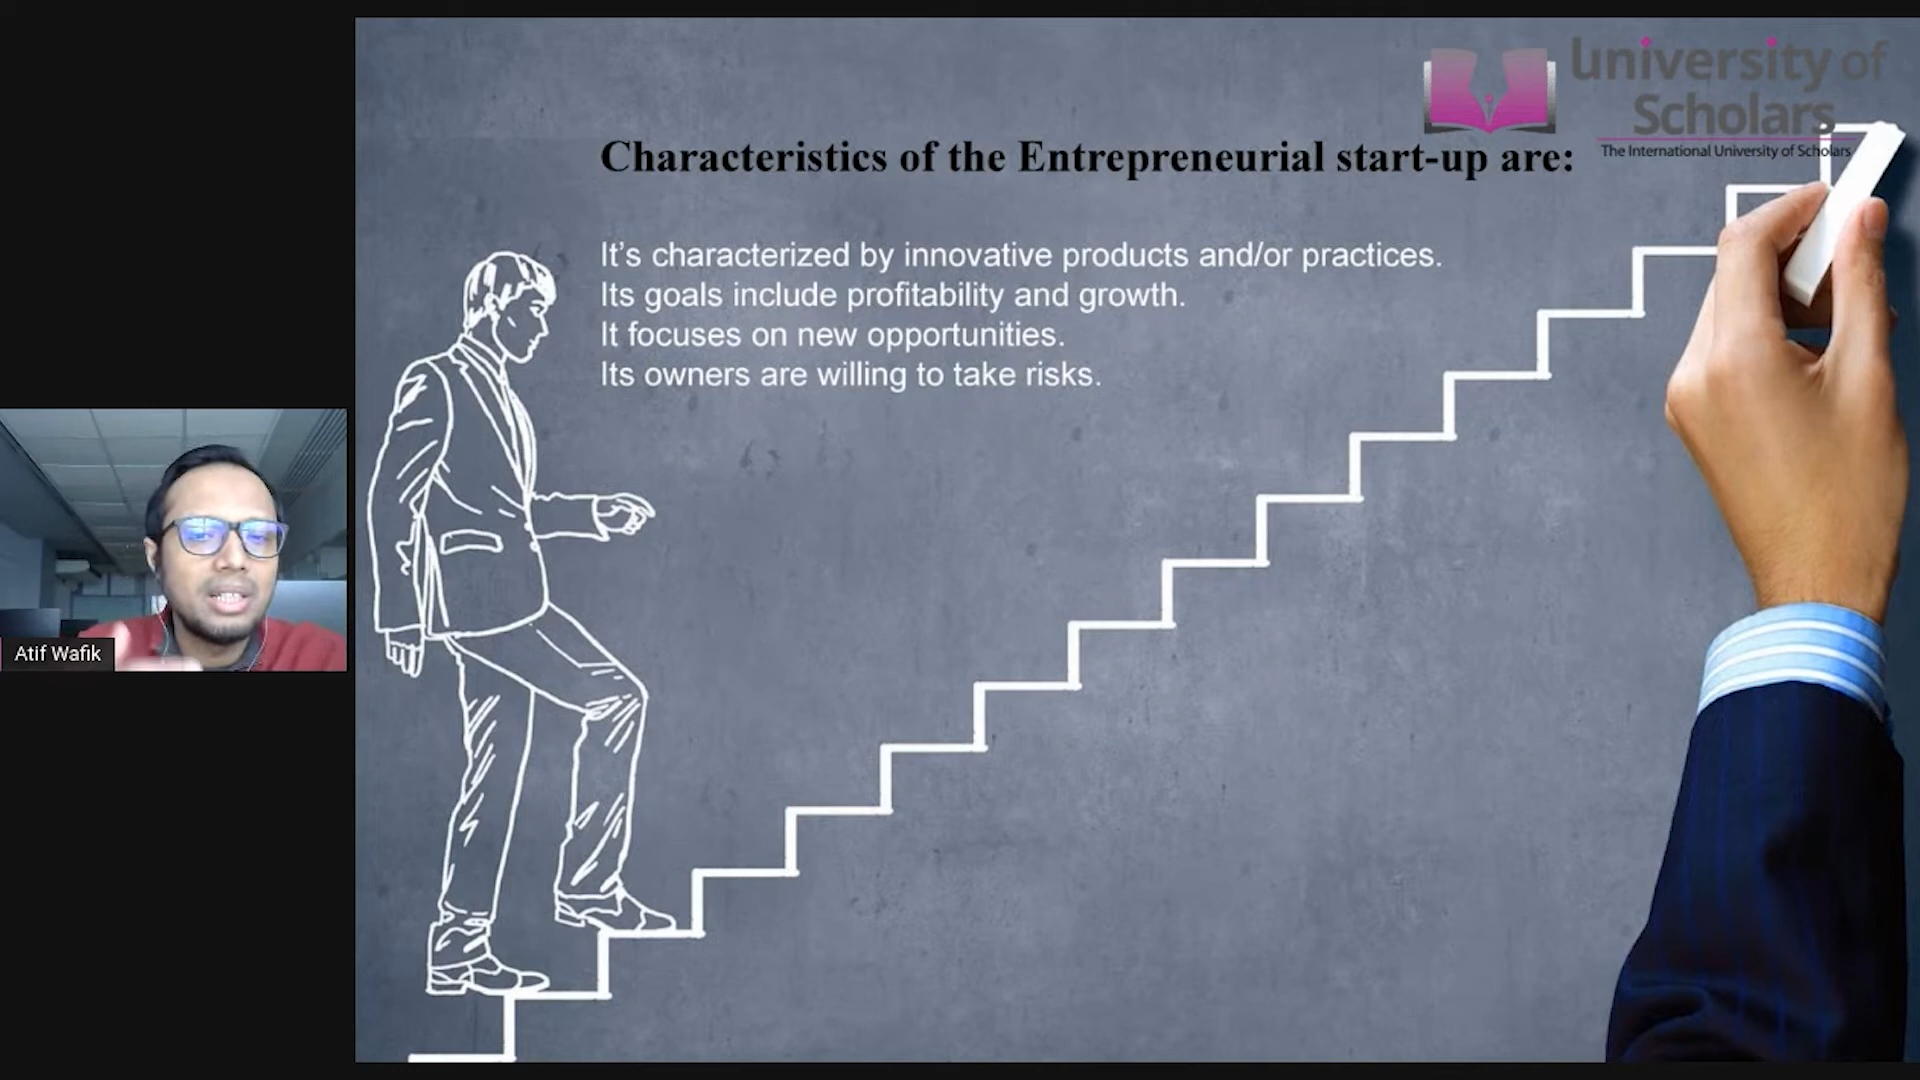 University of
Scholars
The International University of Scholars
Characteristics of the Entrepreneurial start-up are:
It’s characterized by innovative products and/or practices.
Its goals include profitability and growth.
It focuses on new opportunities.
Its owners are willing to take risks.
Atif Wafik